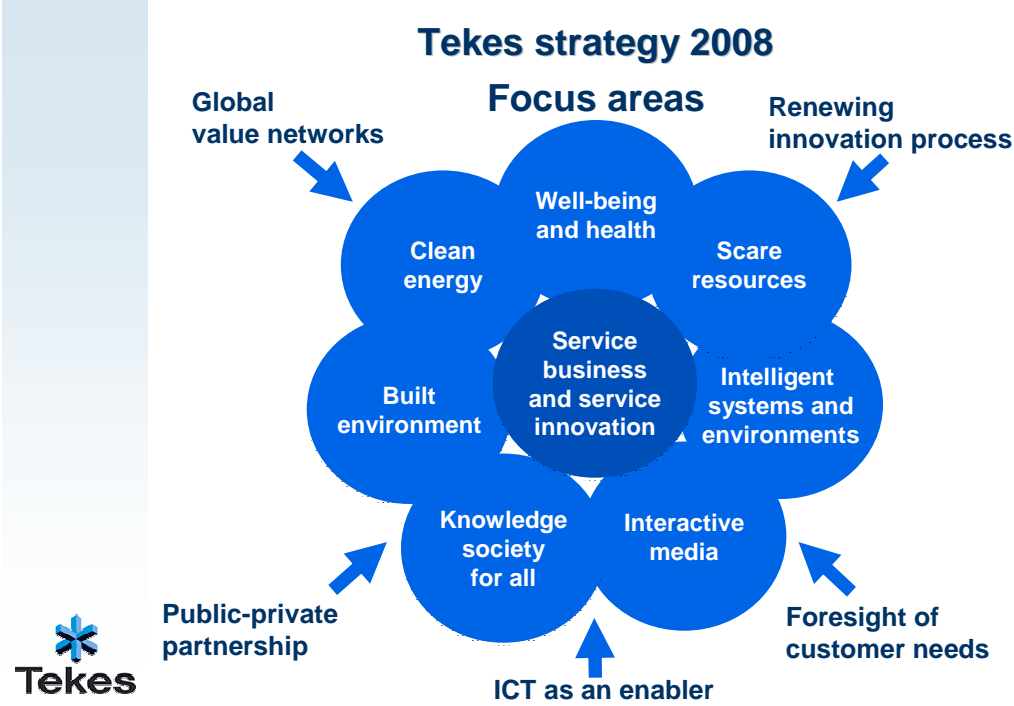 Tekes strategy 2008
Focus areas
Global
value networks
Renewing
innovation process
Well-being
and health
Clean
energy
Scare
resources
Service
business
and service
innovation
Built
environment
Intelligent
systems and
environments
Knowledge
society
for all
Interactive
media
Public-private
partnership
Foresight of
customer needs
ICT as an enabler
Tekes